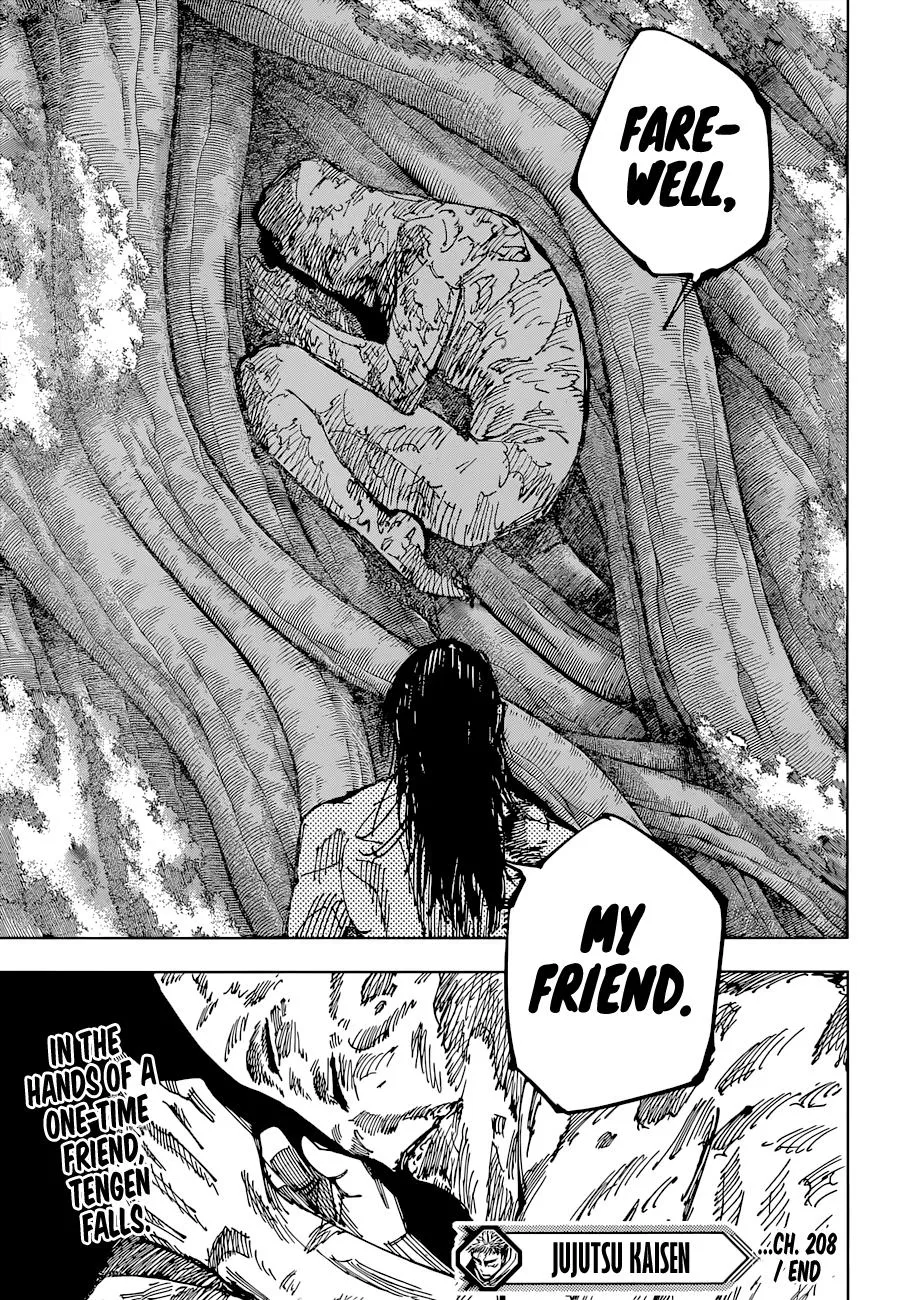 FARE-
WELL,
MY
FRIEND.
IN THE
HANDS OF A
ONE-TIME
FRIEND,
TENGEN
FALLS.
JUJUTSU KAISEN
...CH. 208
/ END